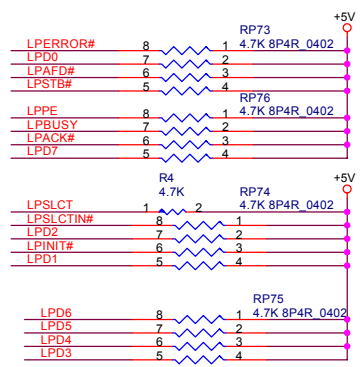 +5V
RP73
LPERROR# 8 1 4.7K 8P4R_0402
LPD0 7 2
LPAFD# 6 3
LPSTB# 5 4
RP76
LPPE 8 1 4.7K 8P4R_0402
LPBUSY 7 2
LPACK# 6 3
LPD7 5 4
+5V
R4 RP74
4.7K 4.7K 8P4R_0402
LPSLCT 1 2
LPSLCTIN# 8 1
LPD2 7 2
LPINIT# 6 3
LPD1 5 4
RP75
LPD6 8 1 4.7K 8P4R_0402
LPD5 7 2
LPD4 6 3
LPD3 5 4